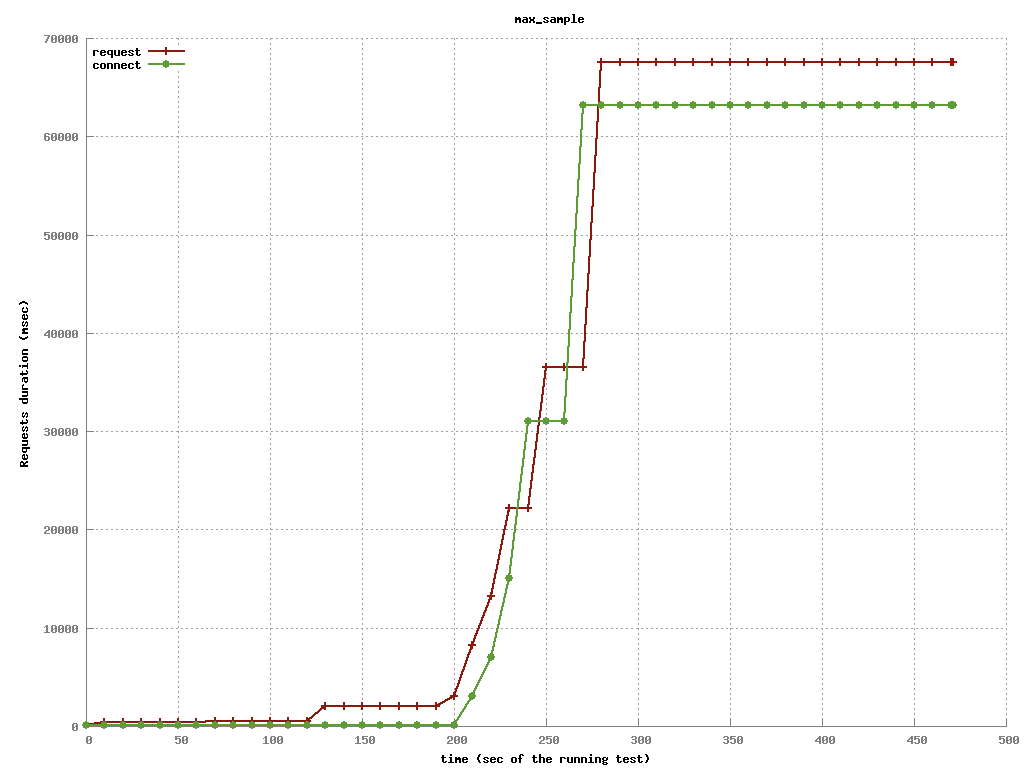 max_sample
70000
60000
50000
40000
30000
20000
10000
0
request
connect
Requests duration (msec)
0 50 100 150 200 250 300 350 400 450 500
time (sec of the running test)